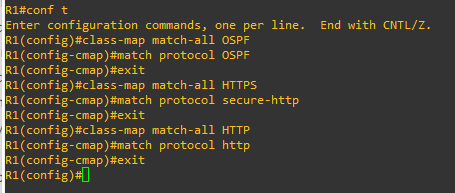 R1#conf t
Enter configuration commands, one per line.  End with CNTL/Z.
R1(config)#class-map match-all OSPF
R1(config-cmap)#match protocol OSPF
R1(config-cmap)#exit
R1(config)#class-map match-all HTTPS
R1(config-cmap)#match protocol secure-http
R1(config-cmap)#exit
R1(config)#class-map match-all HTTP
R1(config-cmap)#match protocol http
R1(config-cmap)#exit
R1(config)#